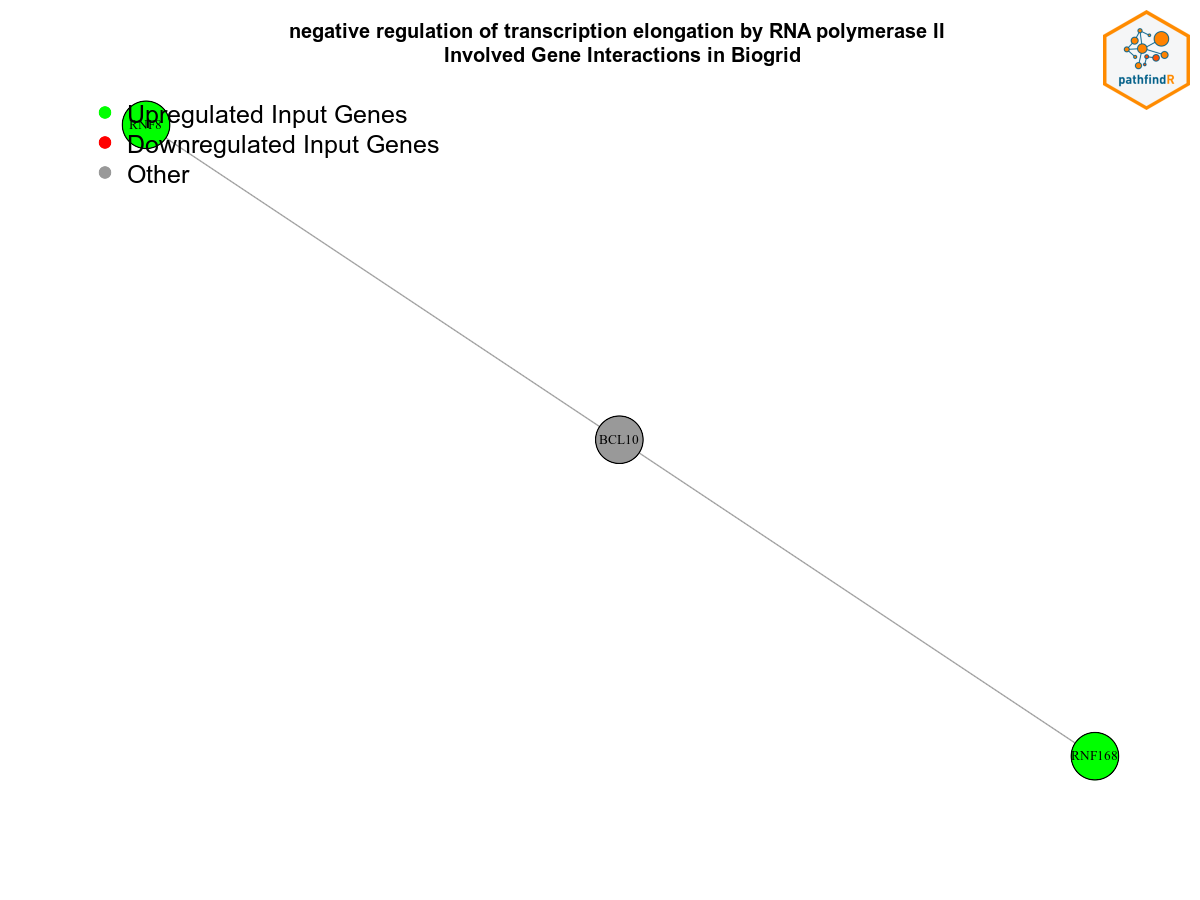 negative regulation of transcription elongation by RNA polymerase II
Involved Gene Interactions in Biogrid
pathfindR
Upregulated Input Genes
RNF8
Downregulated Input Genes
Other
BCL10
RNF168